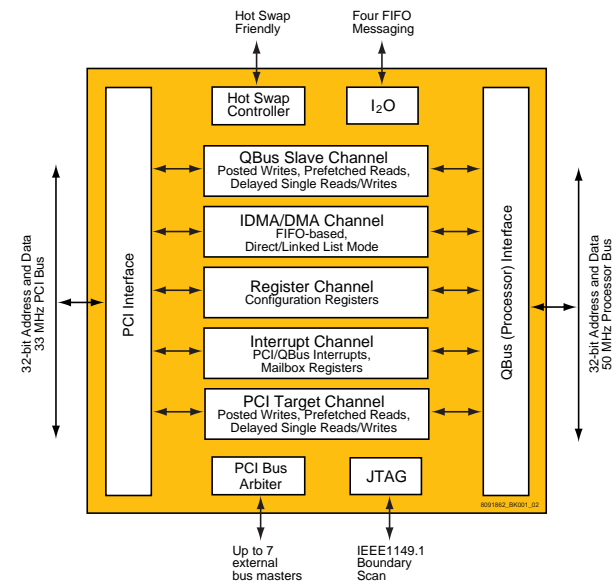 Hot Swap
Friendly
Four FIFO
Messaging
Hot Swap
Controller
I₂O
QBus Slave Channel
Posted Writes, Prefetched Reads,
Delayed Single Reads/Writes
IDMA/DMA Channel
FIFO-based,
Direct/Linked List Mode
Register Channel
Configuration Registers
Interrupt Channel
PCI/QBus Interrupts,
Mailbox Registers
PCI Target Channel
Posted Writes, Prefetched Reads,
Delayed Single Reads/Writes
32-bit Address and Data
33 MHz PCI Bus
PCI Interface
QBus (Processor) Interface
32-bit Address and Data
50 MHz Processor Bus
PCI Bus
Arbiter
JTAG
8091862_BK001_02
Up to 7
external
bus masters
IEEE1149.1
Boundary
Scan